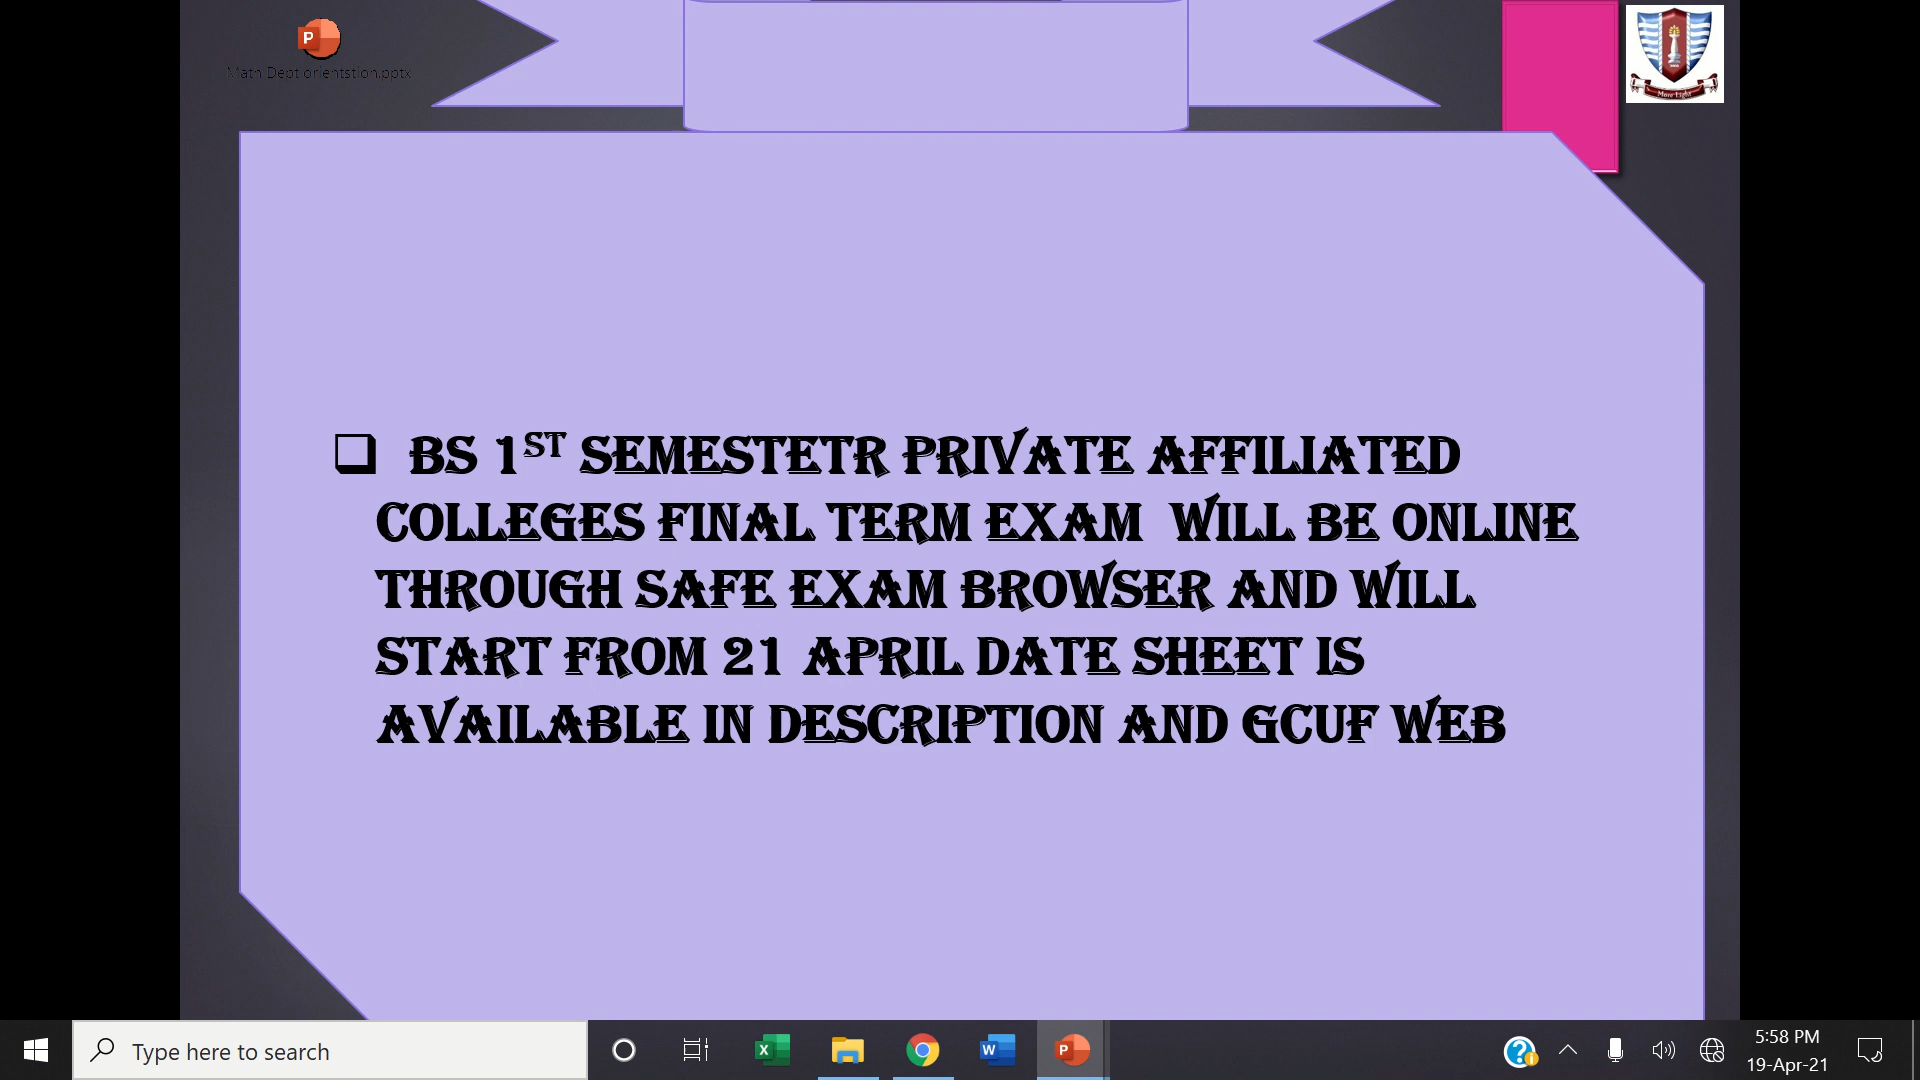 Math Dept orientstion.pptx
More Light
❑ BS 1ST SEMESTETR PRIVATE AFFILIATED
COLLEGES FINAL TERM EXAM WILL BE ONLINE
THROUGH SAFE EXAM BROWSER AND WILL
START FROM 21 APRIL DATE SHEET IS
AVAILABLE IN DESCRIPTION AND GCUF WEB
Type here to search
5:58 PM
19-Apr-21